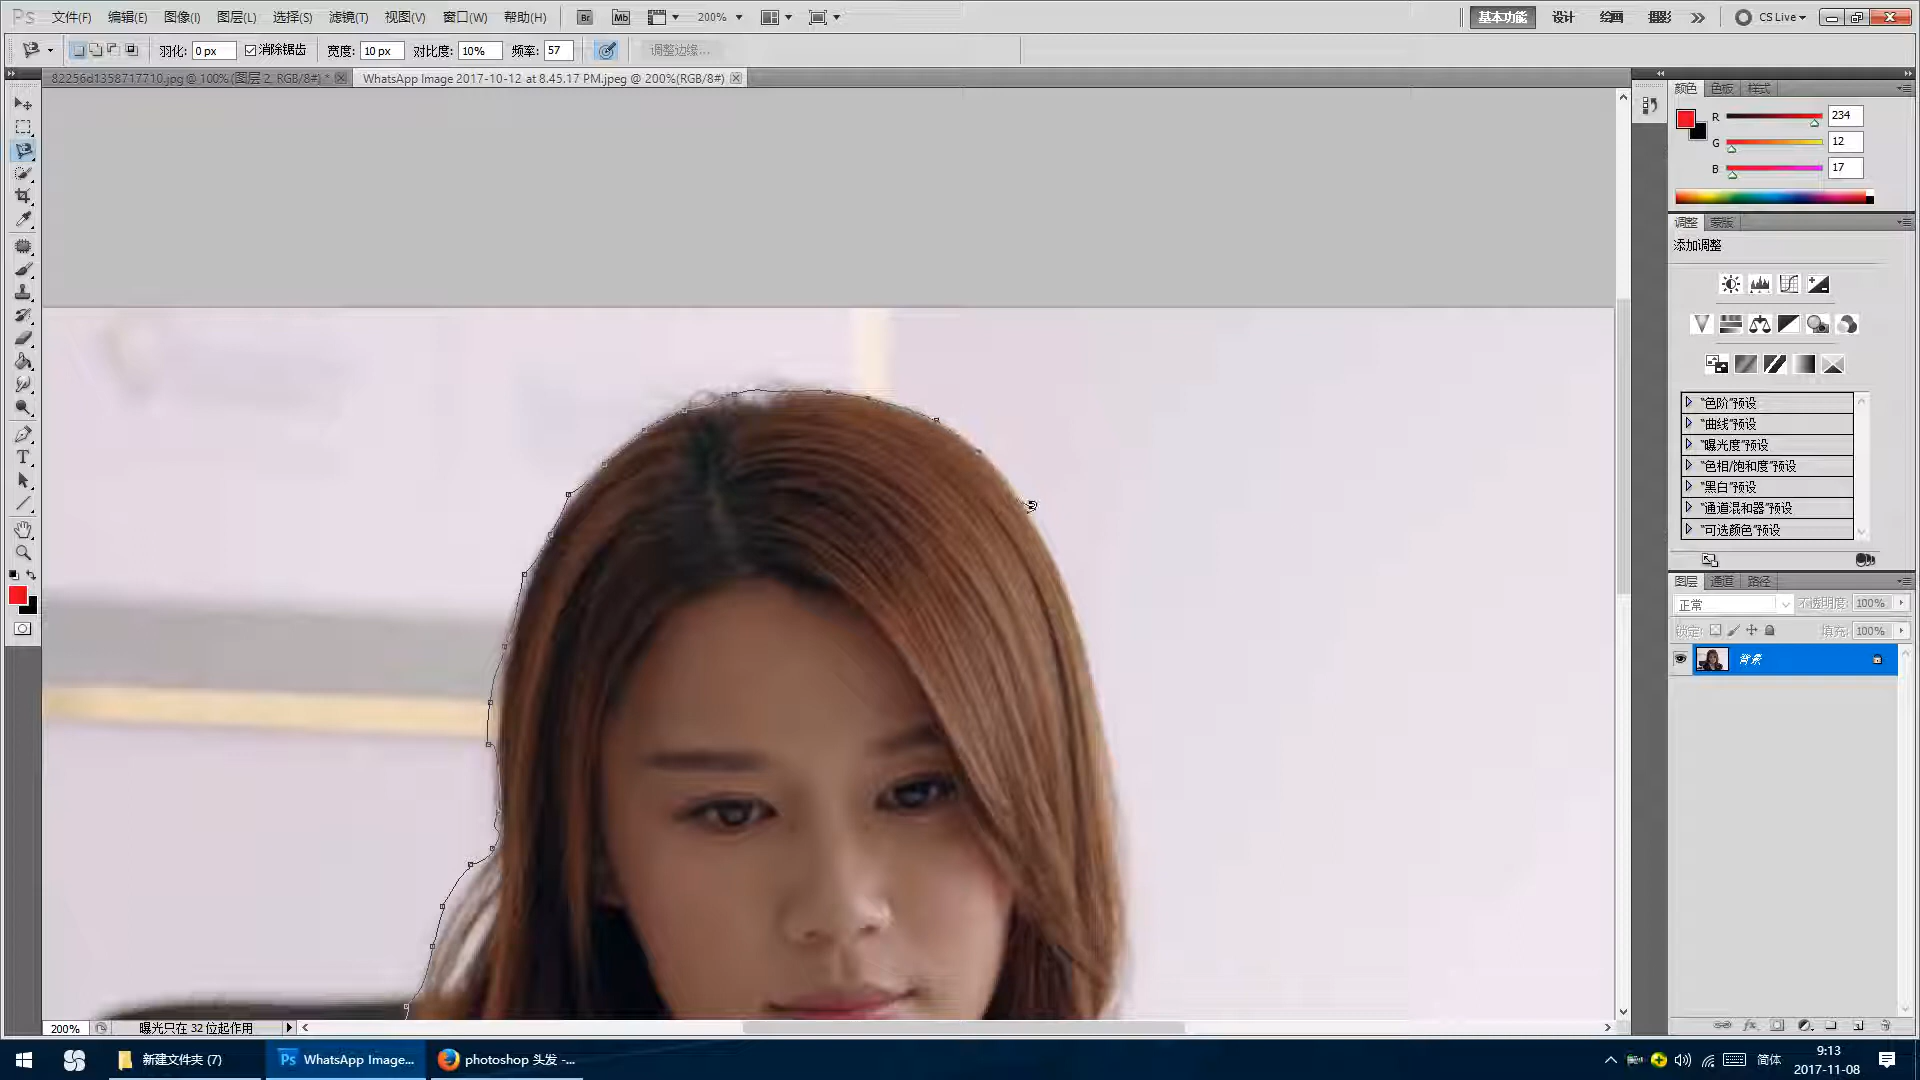 Ps 文件(F) 编辑(E) 图像(I) 图层(L) 选择(S) 滤镜(T) 视图(V) 窗口(W) 帮助(H) Br Mb 200% 基本功能 设计 绘画 摄影 CS Live
羽化: 0 px 消除锯齿 宽度: 10 px 对比度: 10% 频率: 57 调整边缘...
82256d1358717710.jpg @ 100%(图层 2, RGB/8#) * WhatsApp Image 2017-10-12 at 8.45.17 PM.jpeg @ 200%(RGB/8#)
颜色 色板 样式
R 234
G 12
B 17
调整 蒙版
添加调整
"色阶"预设
"曲线"预设
"曝光度"预设
"色相/饱和度"预设
"黑白"预设
"通道混和器"预设
"可选颜色"预设
图层 通道 路径
正常 不透明度: 100%
锁定: 填充: 100%
背景
T
200% 曝光只在 32 位起作用
新建文件夹 (7) Ps WhatsApp Image... photoshop 头发 -... 简体 9:13
2017-11-08